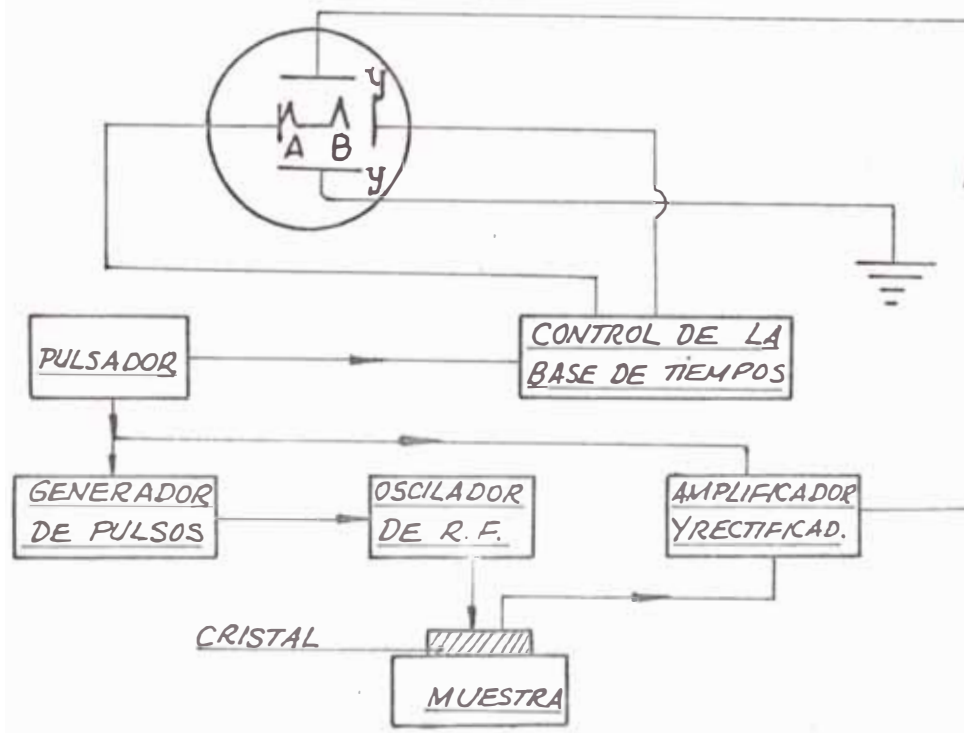 y
A B
y
CONTROL DE LA
BASE DE TIEMPOS
PULSADOR
GENERADOR
DE PULSOS
OSCILADOR
DE R. F.
AMPLIFICADOR
Y RECTIFICAD.
CRISTAL
MUESTRA